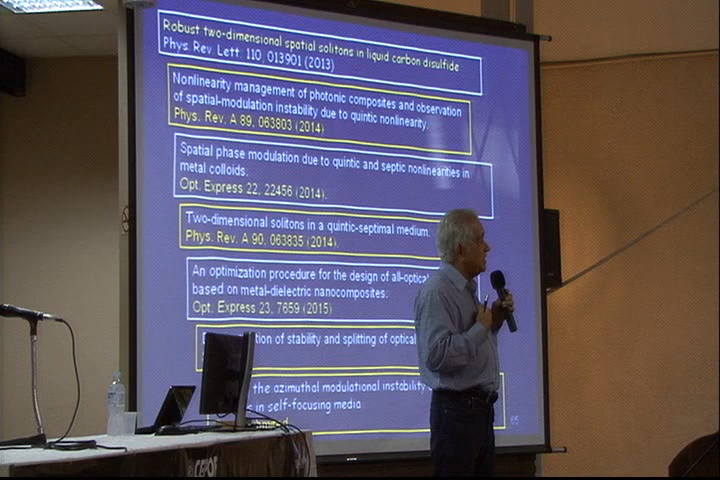 Robust two-dimensional spatial solitons in liquid carbon disulfide
Phys. Rev. Lett. 110, 013901 (2013)
Nonlinearity management of photonic composites and observation
of spatial-modulation instability due to quintic nonlinearity.
Phys. Rev. A 89, 063803 (2014)
Spatial phase modulation due to quintic and septic nonlinearities in
metal colloids.
Opt. Express 22, 22456 (2014).
Two-dimensional solitons in a quintic-septimal medium.
Phys. Rev. A 90, 063835 (2014).
An optimization procedure for the design of all-optical
based on metal-dielectric nanocomposites.
Opt. Express 23, 7659 (2015)
of stability and splitting of optical
the azimuthal modulational instability
in self-focusing media
65